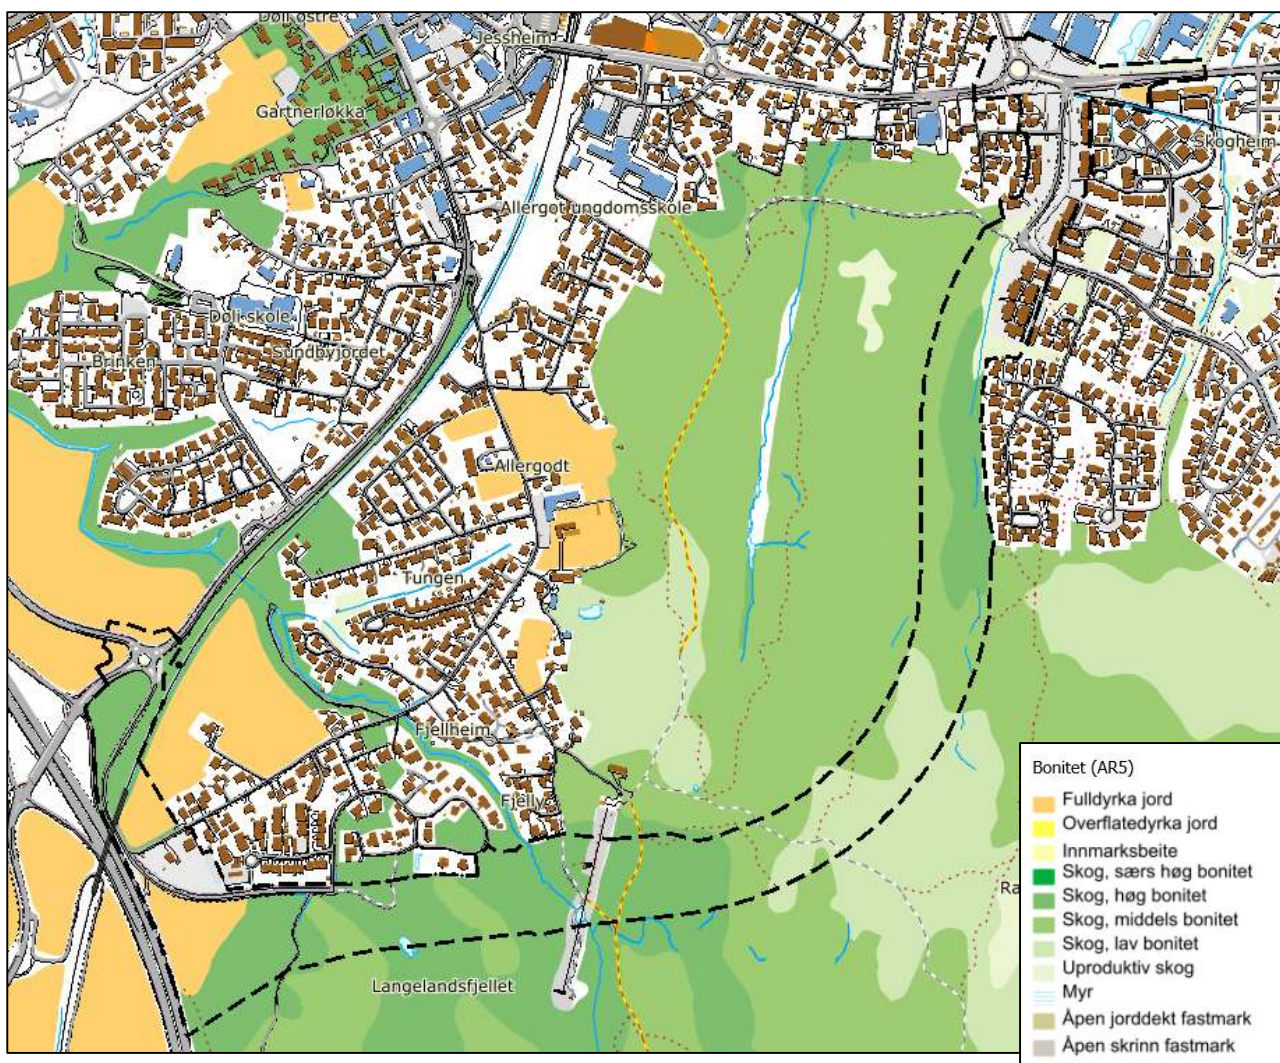 Døli østre
Jessheim
Gartnerløkka
Skogheim
Allergot ungdomsskole
Døli skole
Sundbyjordet
Brinken
Allergodt
Tungen
Fjellheim
Fjelly
Langelandsfjellet
Ra
Bonitet (AR5)
Fulldyrka jord
Overflatedyrka jord
Innmarksbeite
Skog, særs høg bonitet
Skog, høg bonitet
Skog, middels bonitet
Skog, lav bonitet
Uproduktiv skog
Myr
Åpen jorddekt fastmark
Åpen skrinn fastmark